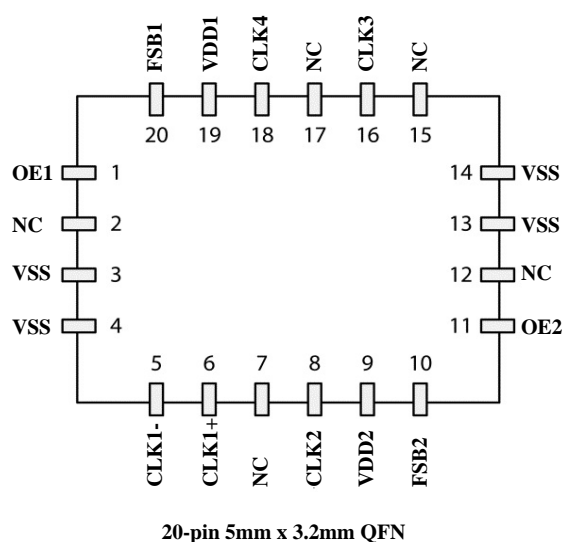 FSB1
VDD1
CLK4
NC
CLK3
NC
20 19 18 17 16 15
OE1 1
NC 2
VSS 3
VSS 4
14 VSS
13 VSS
12 NC
11 OE2
5 6 7 8 9 10
CLK1-
CLK1+
NC
CLK2
VDD2
FSB2
20-pin 5mm x 3.2mm QFN